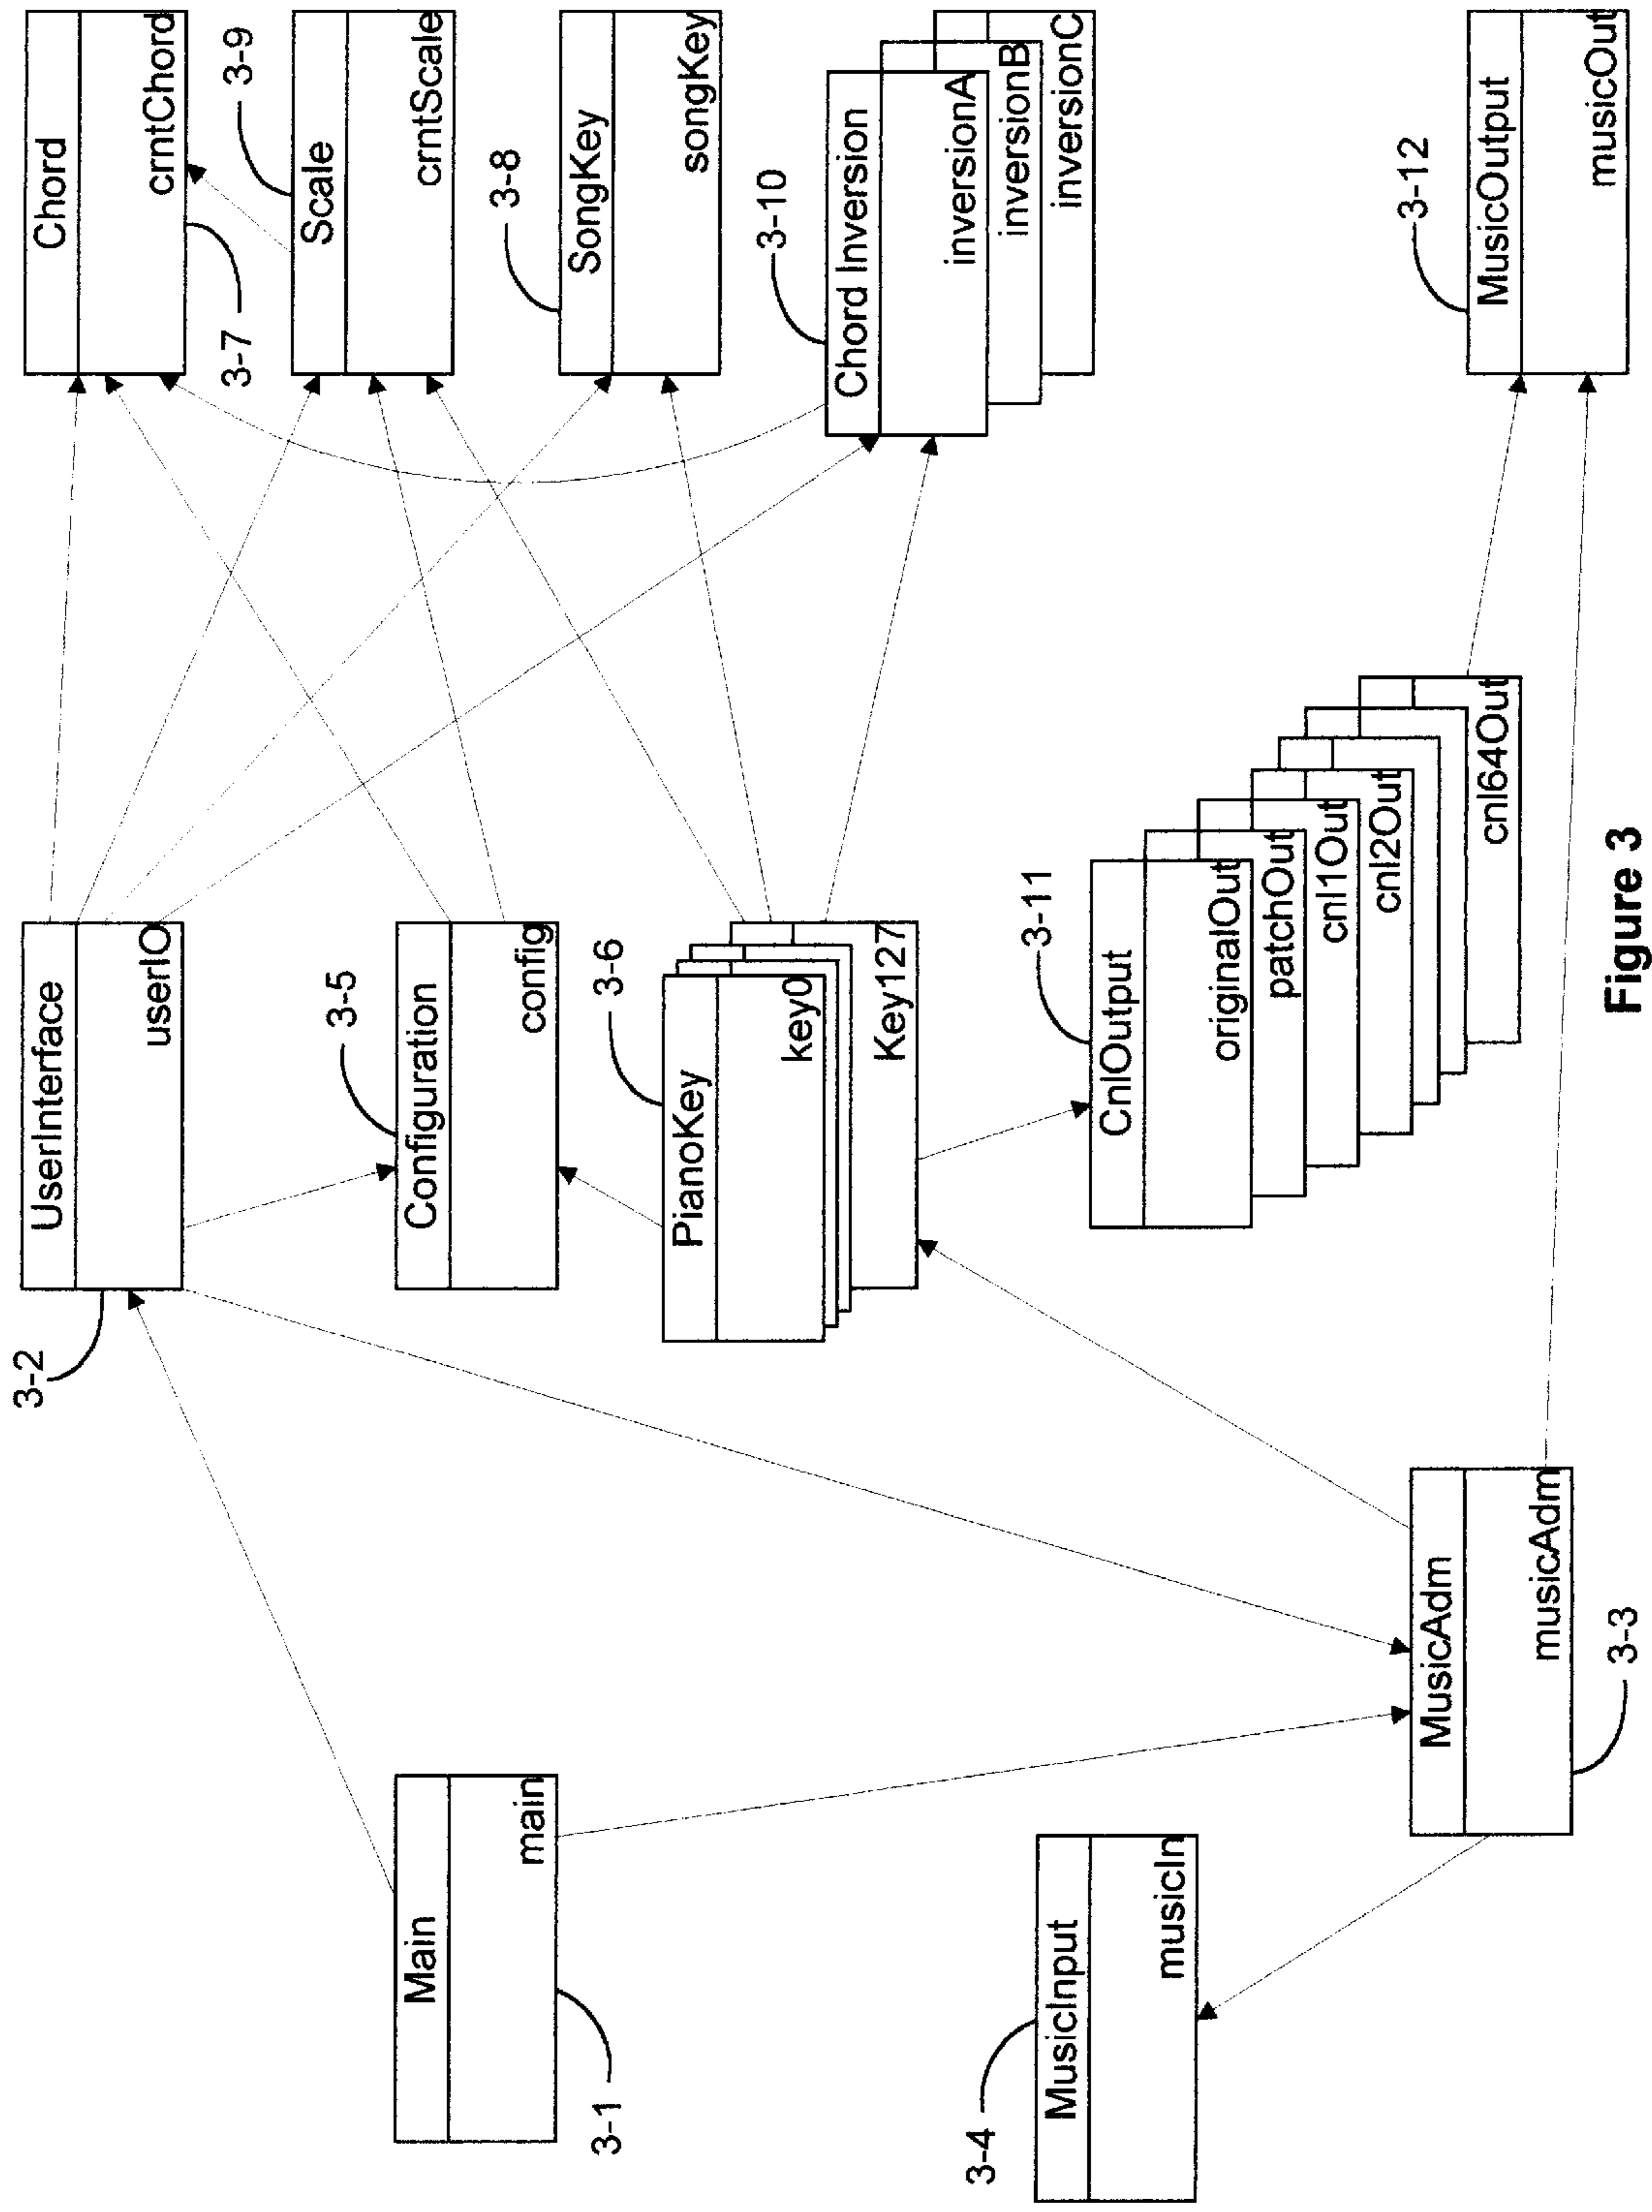 3-1
Main
main
3-4
MusicInput
musicIn
3-2
UserInterface
userIO
3-5
Configuration
config
3-6
PianoKey
key0
Key127
MusicAdm
musicAdm
3-3
3-11
CnlOutput
originalOut
patchOut
cnl1Out
cnl2Out
cnl64Out
Chord
crntChord
3-7
3-9
Scale
crntScale
3-8
SongKey
songKey
3-10
Chord Inversion
inversionA
inversionB
inversionC
3-12
MusicOutput
musicOut
Figure 3